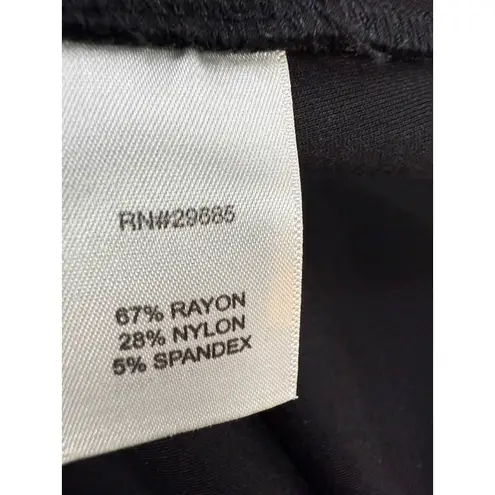 RN#29685
67% RAYON
28% NYLON
5% SPANDEX